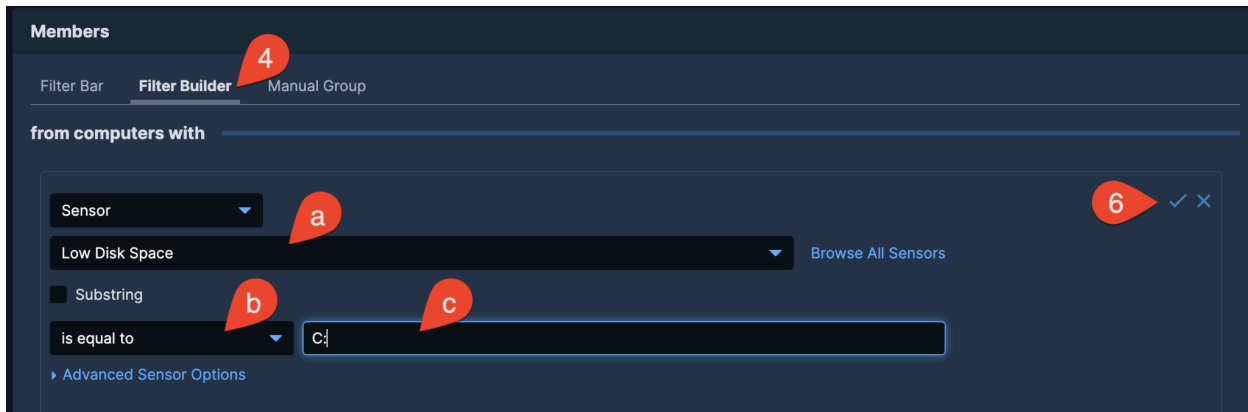 Members
4
Filter Bar Filter Builder Manual Group
from computers with
Sensor
a
6
Low Disk Space Browse All Sensors
Substring
b
c
is equal to C:
Advanced Sensor Options